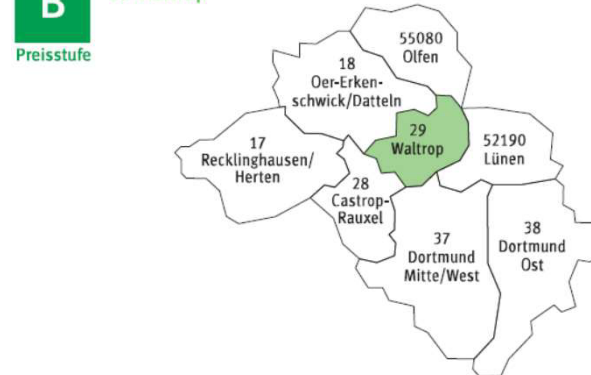 B
Preisstufe
55080
Olfen
18
Oer-Erken-
schwick/Datteln
29
Waltrop
52190
Lünen
17
Recklinghausen/
Herten
28
Castrop-
Rauxel
37
Dortmund
Mitte/West
38
Dortmund
Ost